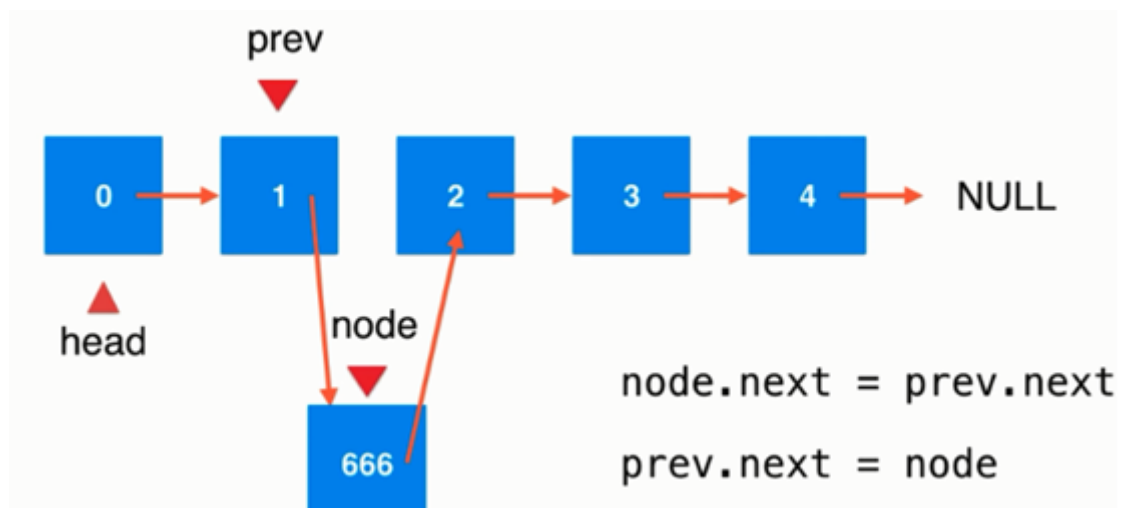 prev
0 1 2 3 4 NULL
head
node
666
node.next = prev.next
prev.next = node